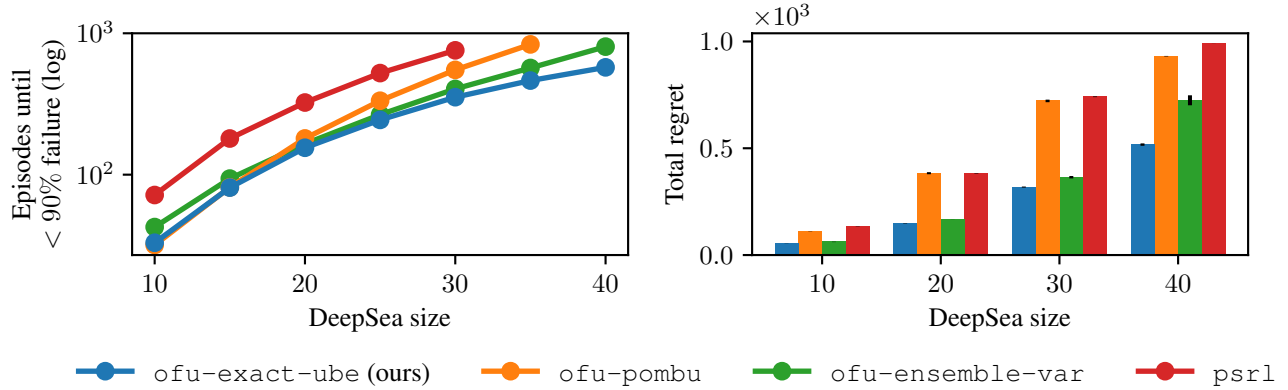 Episodes until
< 90% failure (log)
10³
10²
10 20 30 40
DeepSea size
×10³
Total regret
1.0
0.5
0.0
10 20 30 40
DeepSea size
ofu-exact-ube (ours) ofu-pombu ofu-ensemble-var psrl